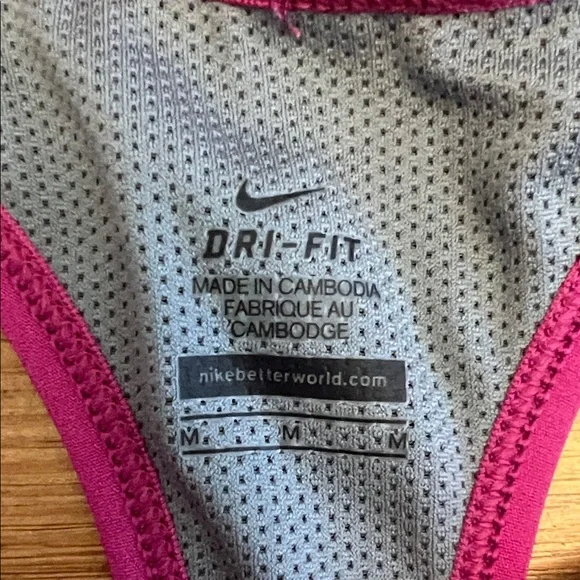 DRI-FIT
MADE IN CAMBODIA
FABRIQUE AU
CAMBODGE
nikebetterworld.com
M M M